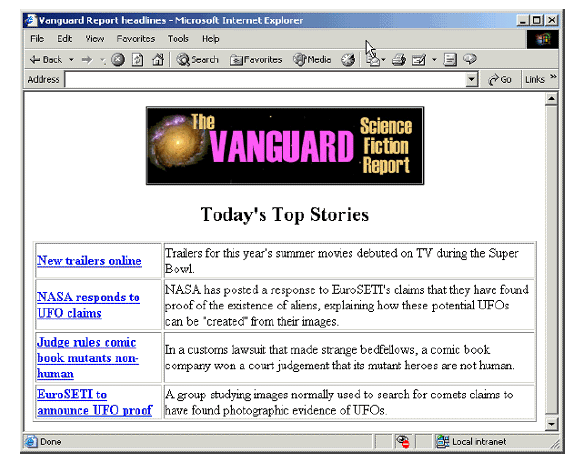 Vanguard Report headlines - Microsoft Internet Explorer
File Edit View Favorites Tools Help
Back Search Favorites Media
Address Go Links »
The VANGUARD Science Fiction Report
Today's Top Stories
New trailers online
Trailers for this year's summer movies debuted on TV during the Super
Bowl.
NASA responds to
UFO claims
NASA has posted a response to EuroSETI's claims that they have found
proof of the existence of aliens, explaining how these potential UFOs
can be "created" from their images.
Judge rules comic
book mutants non-
human
In a customs lawsuit that made strange bedfellows, a comic book
company won a court judgement that its mutant heroes are not human.
EuroSETI to
announce UFO proof
A group studying images normally used to search for comets claims to
have found photographic evidence of UFOs.
Done Local intranet